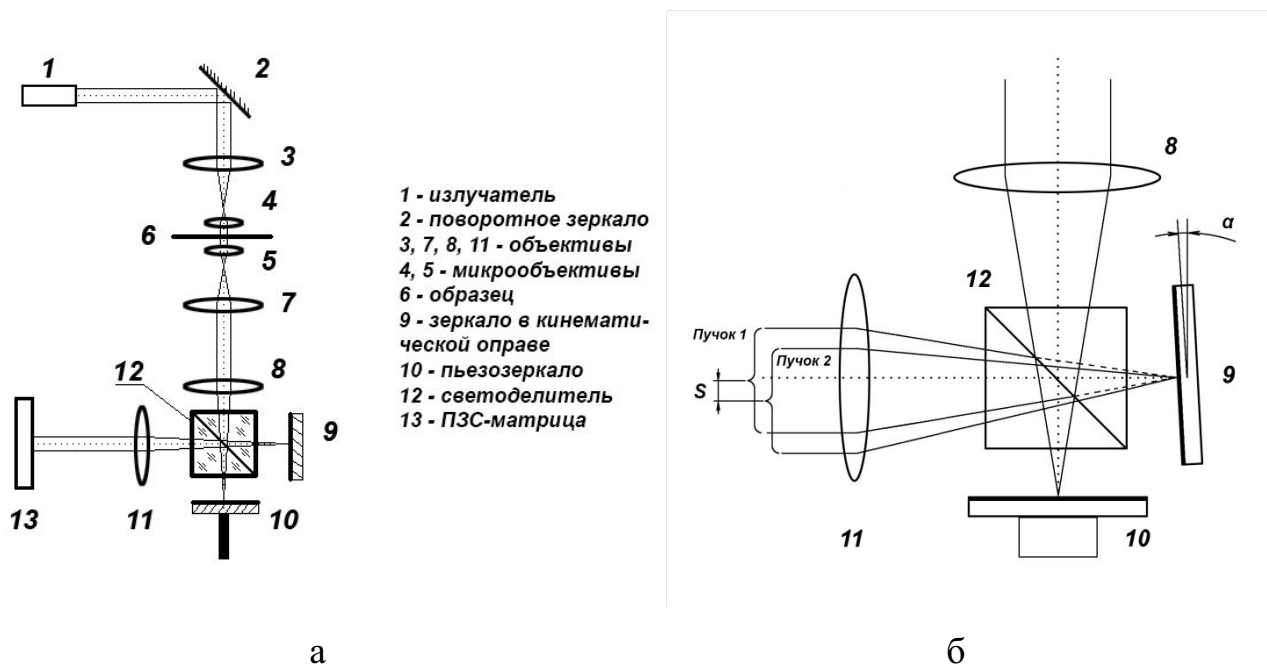 1
2
3
4
6
5
7
12
8
9
13
11
10
1 - излучатель
2 - поворотное зеркало
3, 7, 8, 11 - объективы
4, 5 - микрообъективы
6 - образец
9 - зеркало в кинемати-
ческой оправе
10 - пьезозеркало
12 - светоделитель
13 - ПЗС-матрица
8
α
12
Пучок 1
Пучок 2
S
9
11
10
а
б